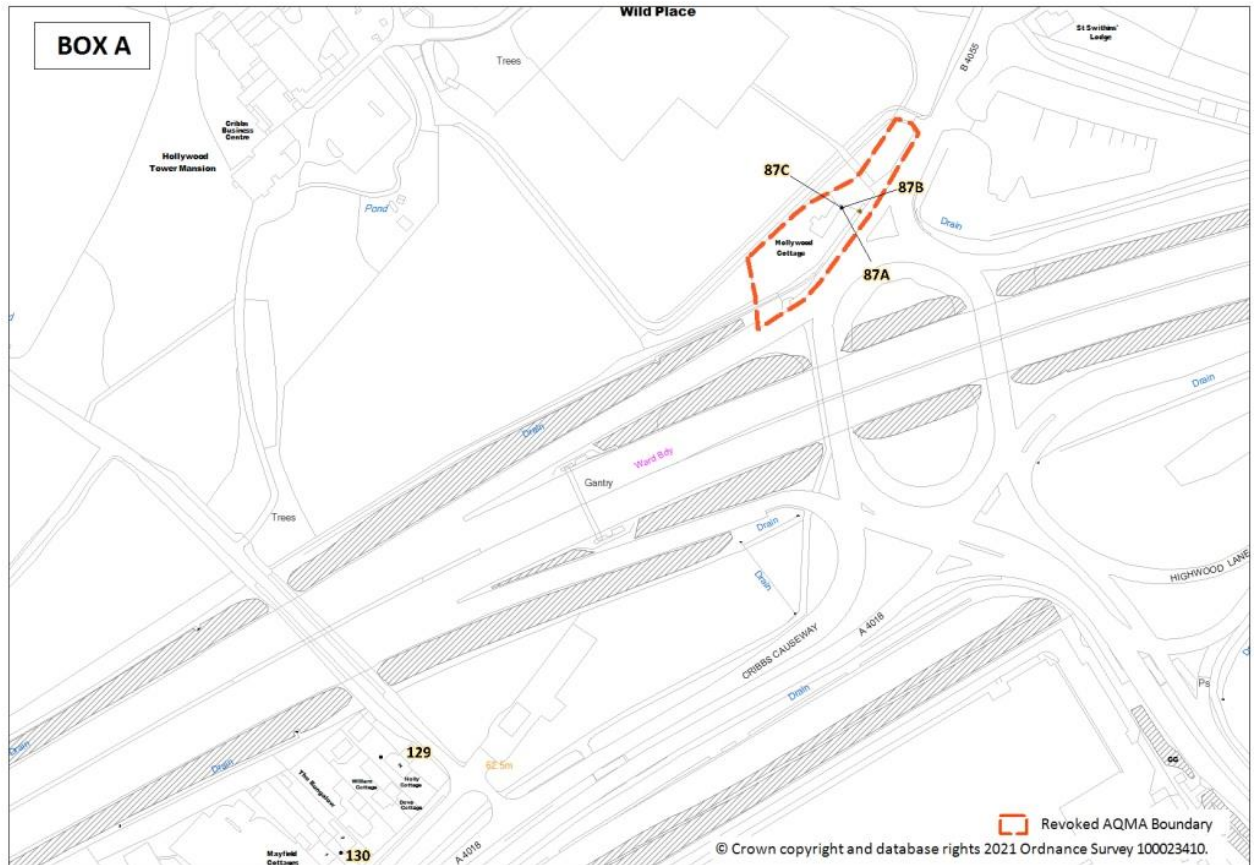 BOX A
Wild Place
St Swithins'
Lodge
B 4055
Trees
Cribbs
Business
Centre
Hollywood
Tower Mansion
Pond
87C
87B
Drain
Hollywood
Cottage
87A
Drain
Drain
Ward Bdy
Gantry
Trees
Drain
Drain
HIGHWOOD LANE
CRIBBS CAUSEWAY
A 4018
Drain
Ps
Drain
Drain
129
62.5m
The Bungalow
William
Cottage
Holly
Cottage
Dove
Cottage
GG
Mayfield
Cottages
130
A 4018
Revoked AQMA Boundary
© Crown copyright and database rights 2021 Ordnance Survey 100023410.